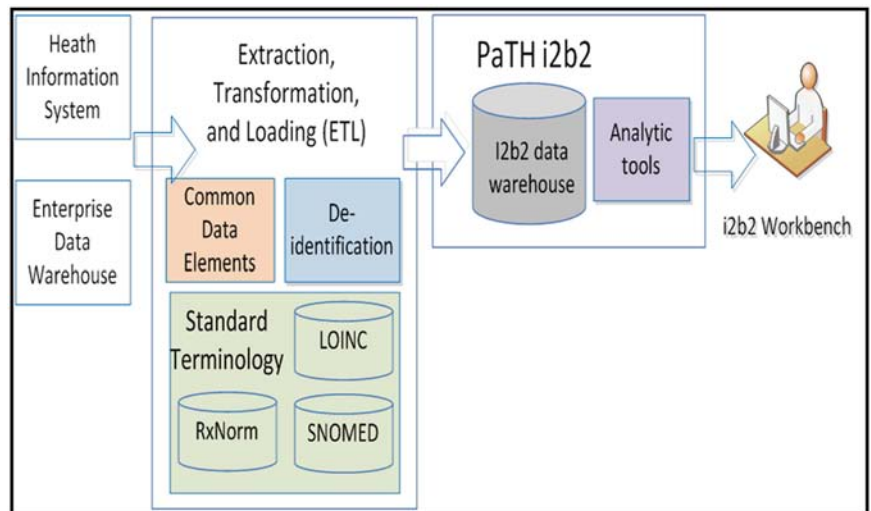 Heath
Information
System
Enterprise
Data
Warehouse
Extraction,
Transformation,
and Loading (ETL)
Common
Data
Elements
De-
identification
Standard
Terminology
LOINC
RxNorm
SNOMED
PaTH i2b2
I2b2 data
warehouse
Analytic
tools
i2b2 Workbench